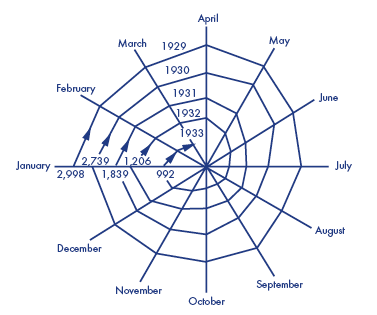 April
May
March
1929
February
1930
June
1931
1932
1933
January
2,739
1,206
July
2,998
1,839
992
August
December
September
November
October